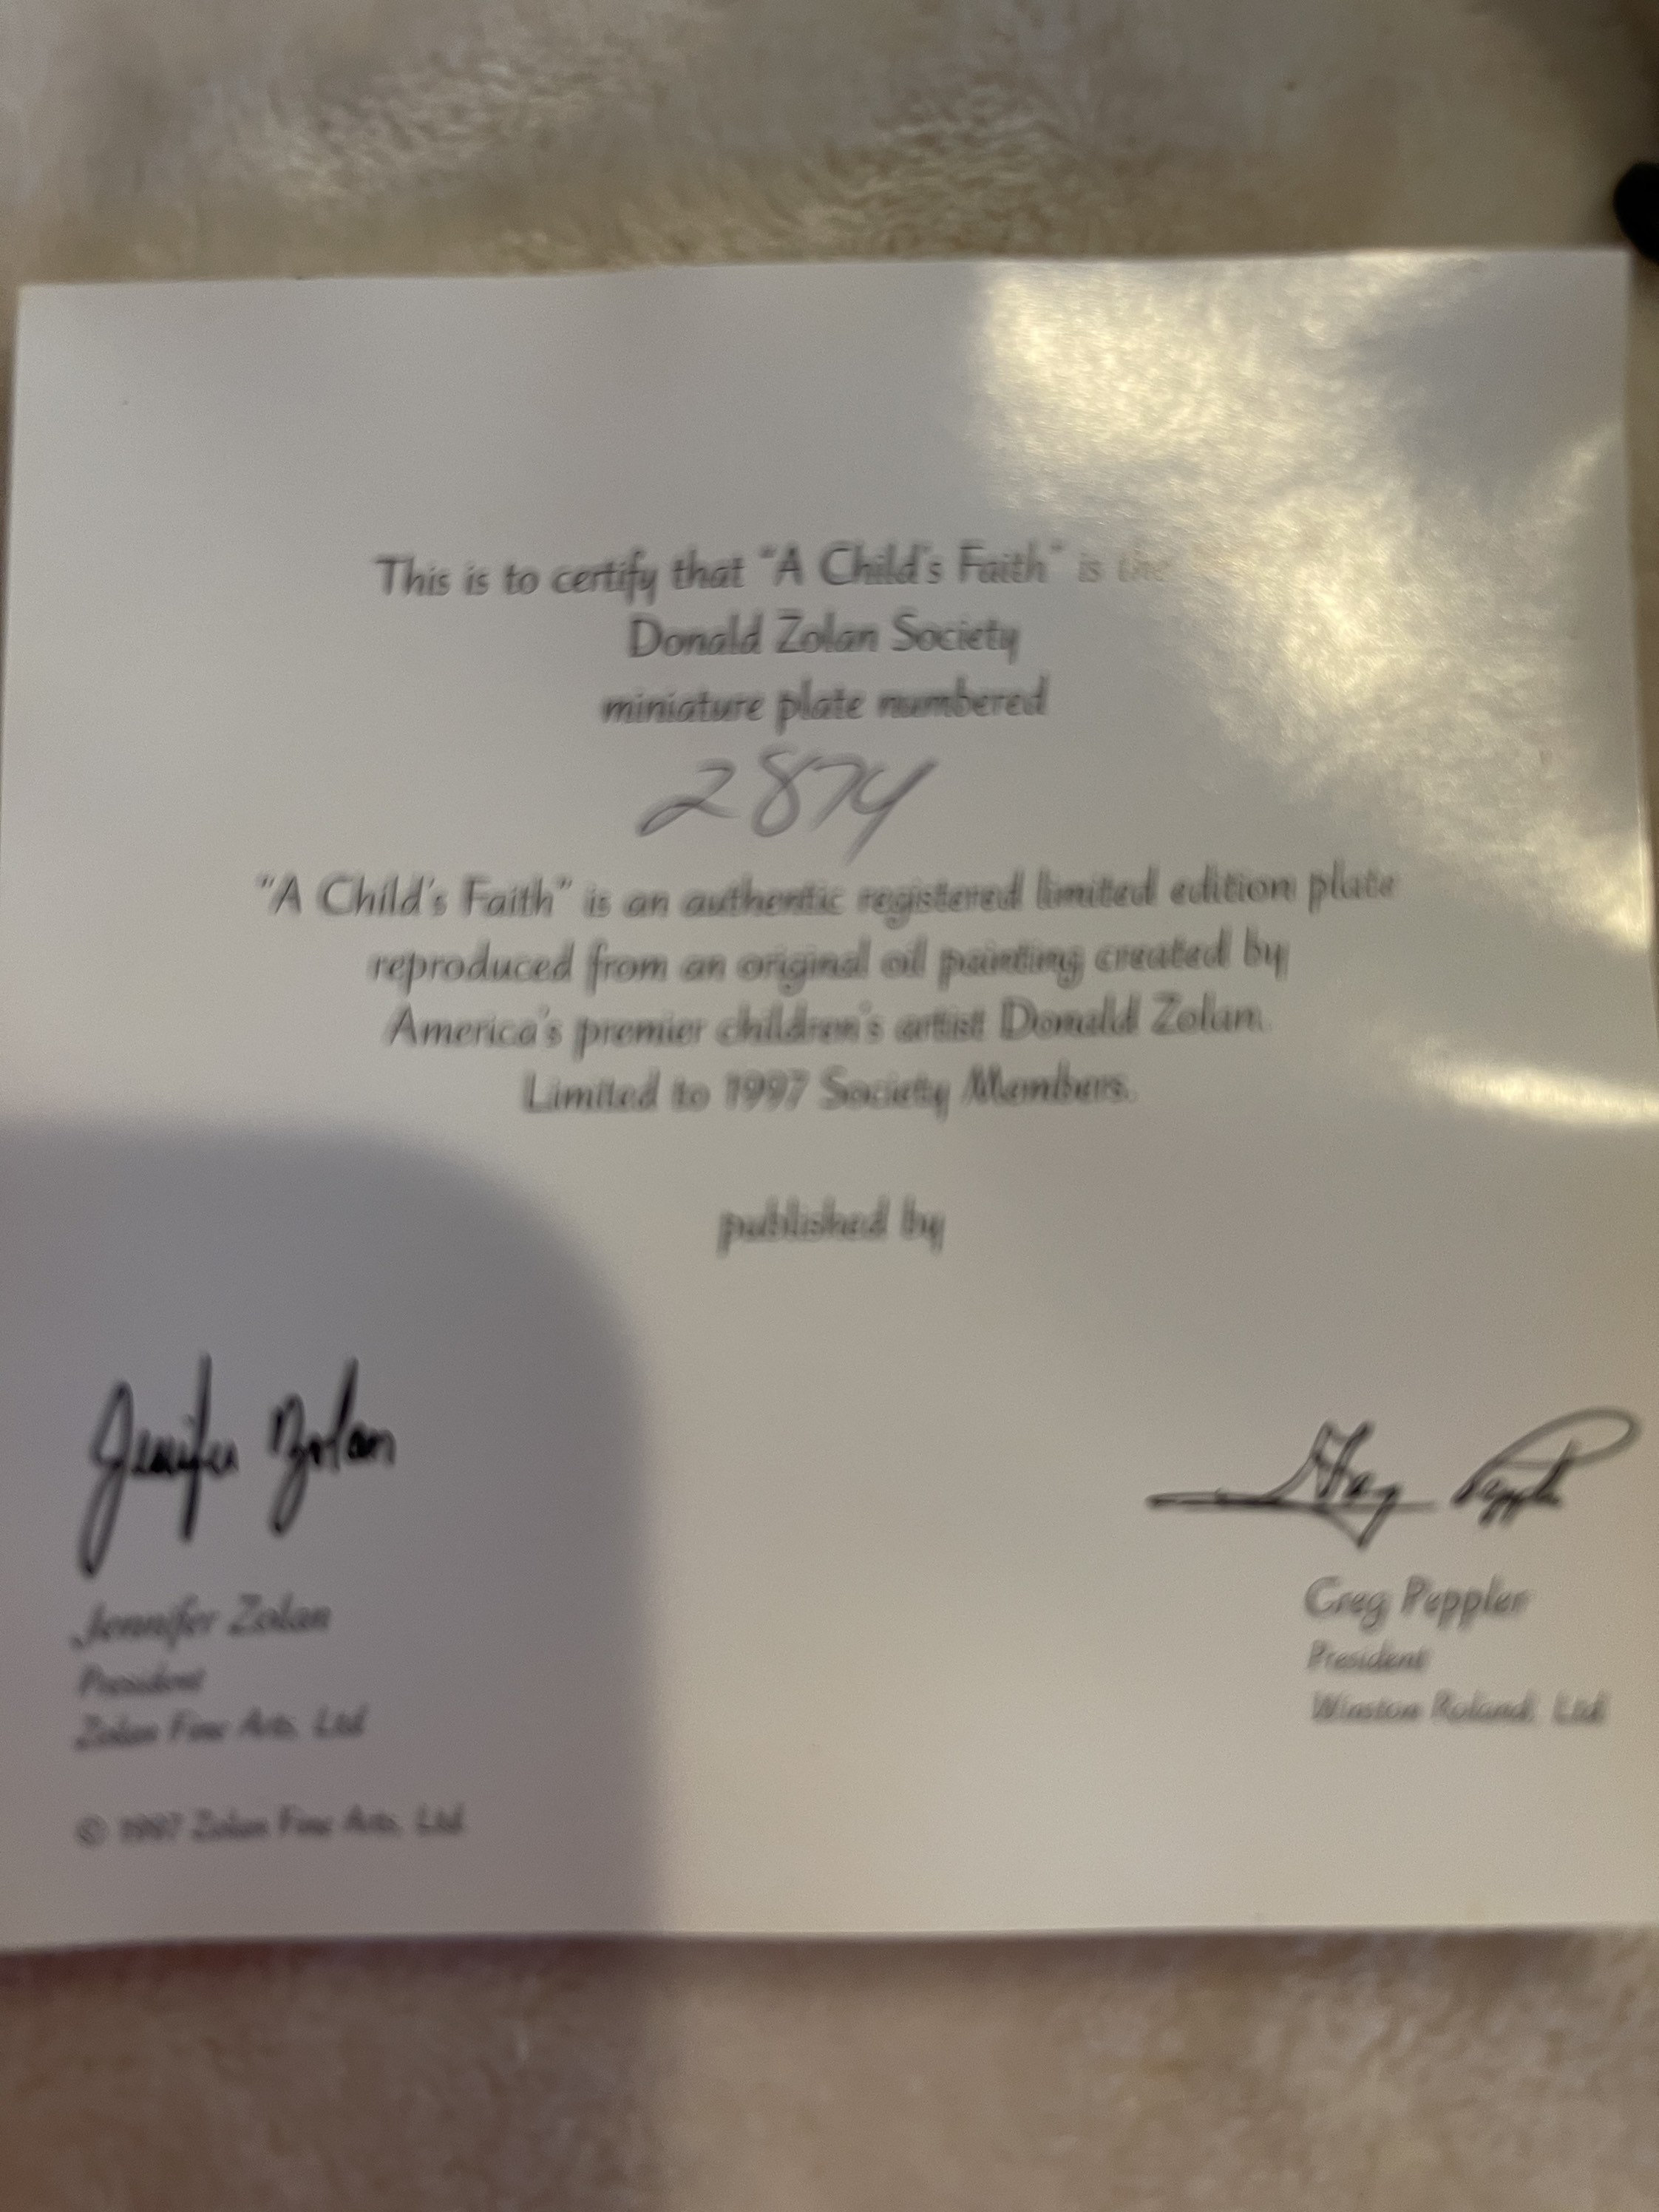 This is to certify that "A Child's Faith" is the
Donald Zolan Society
miniature plate numbered
2874
"A Child's Faith" is an authentic registered limited edition plate
reproduced from an original oil painting created by
America's premier children's artist Donald Zolan.
Limited to 1997 Society Members.
published by
Jennifer Zolan
Greg Peppler
Jennifer Zolan
President
Zolan Fine Arts, Ltd
© 1997 Zolan Fine Arts, Ltd
Greg Peppler
President
Winston Roland, Ltd